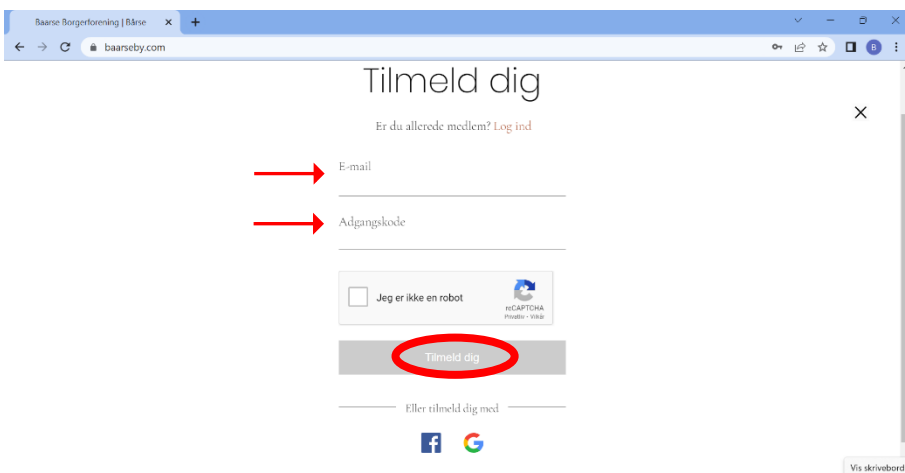 Baarse Borgerforening | Bårse
baarseby.com
B
Tilmeld dig
Er du allerede medlem? Log ind
E-mail
Adgangskode
Jeg er ikke en robot
reCAPTCHA
Privatliv - Vilkår
Tilmeld dig
Eller tilmeld dig med
Vis skrivebord